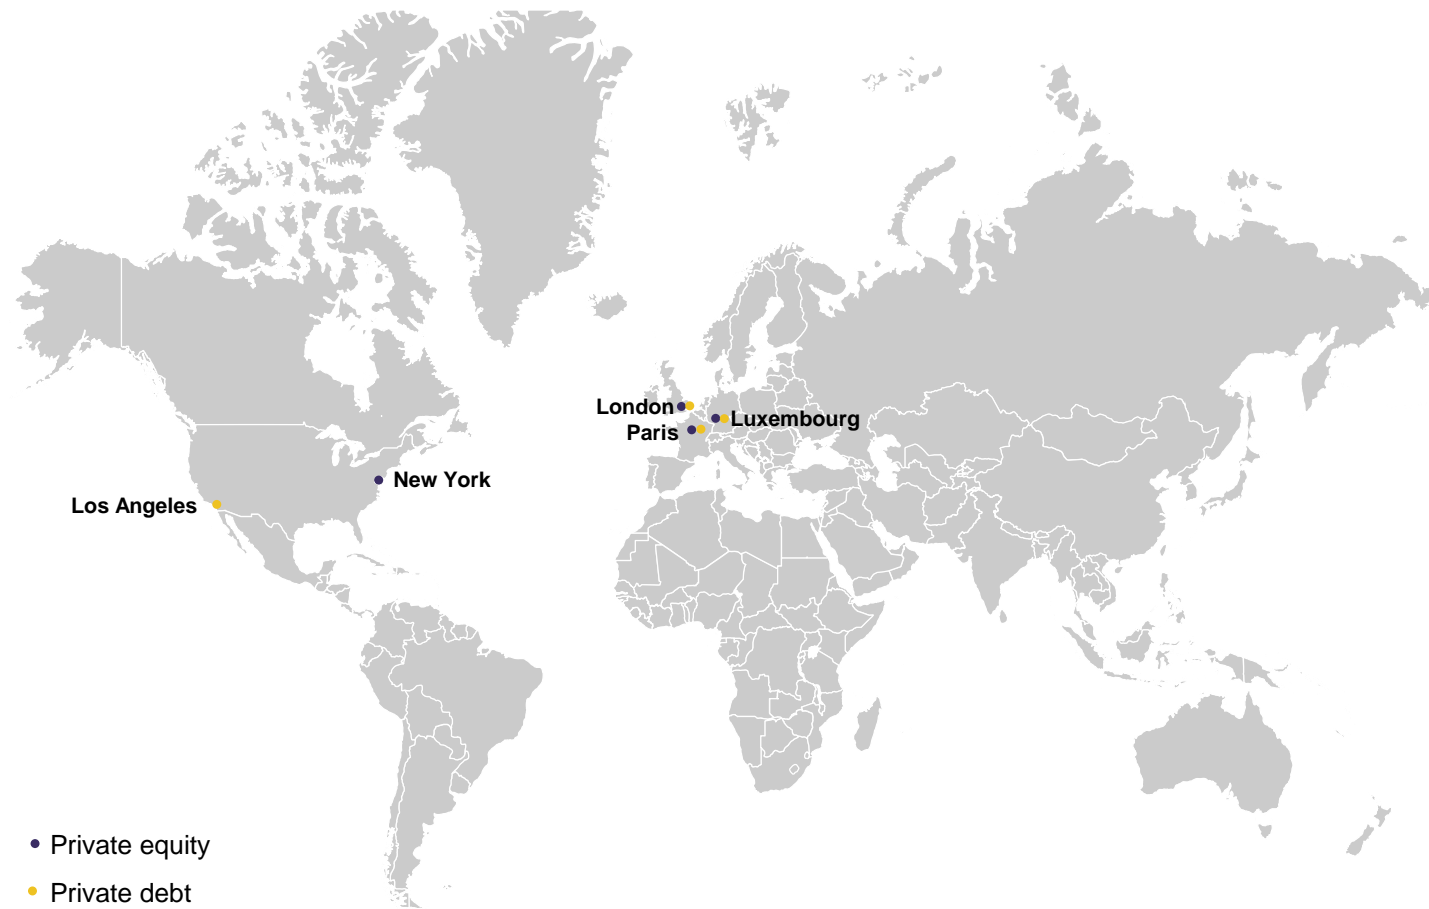 London
Luxembourg
Paris
New York
Los Angeles
Private equity
Private debt